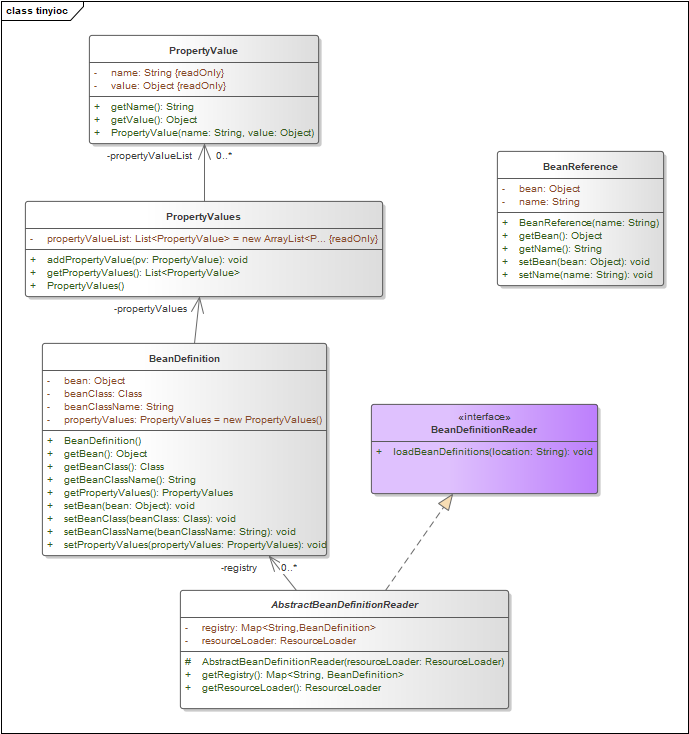 class tinyioc
PropertyValue
- name: String {readOnly}
- value: Object {readOnly}
+ getName(): String
+ getValue(): Object
+ PropertyValue(name: String, value: Object)
-propertyValueList 0..*
BeanReference
- bean: Object
- name: String
+ BeanReference(name: String)
+ getBean(): Object
+ getName(): String
+ setBean(bean: Object): void
+ setName(name: String): void
PropertyValues
- propertyValueList: List<PropertyValue> = new ArrayList<P... {readOnly}
+ addPropertyValue(pv: PropertyValue): void
+ getPropertyValues(): List<PropertyValue>
+ PropertyValues()
-propertyValues
BeanDefinition
- bean: Object
- beanClass: Class
- beanClassName: String
- propertyValues: PropertyValues = new PropertyValues()
+ BeanDefinition()
+ getBean(): Object
+ getBeanClass(): Class
+ getBeanClassName(): String
+ getPropertyValues(): PropertyValues
+ setBean(bean: Object): void
+ setBeanClass(beanClass: Class): void
+ setBeanClassName(beanClassName: String): void
+ setPropertyValues(propertyValues: PropertyValues): void
«interface»
BeanDefinitionReader
+ loadBeanDefinitions(location: String): void
-registry 0..*
AbstractBeanDefinitionReader
- registry: Map<String,BeanDefinition>
- resourceLoader: ResourceLoader
# AbstractBeanDefinitionReader(resourceLoader: ResourceLoader)
+ getRegistry(): Map<String, BeanDefinition>
+ getResourceLoader(): ResourceLoader